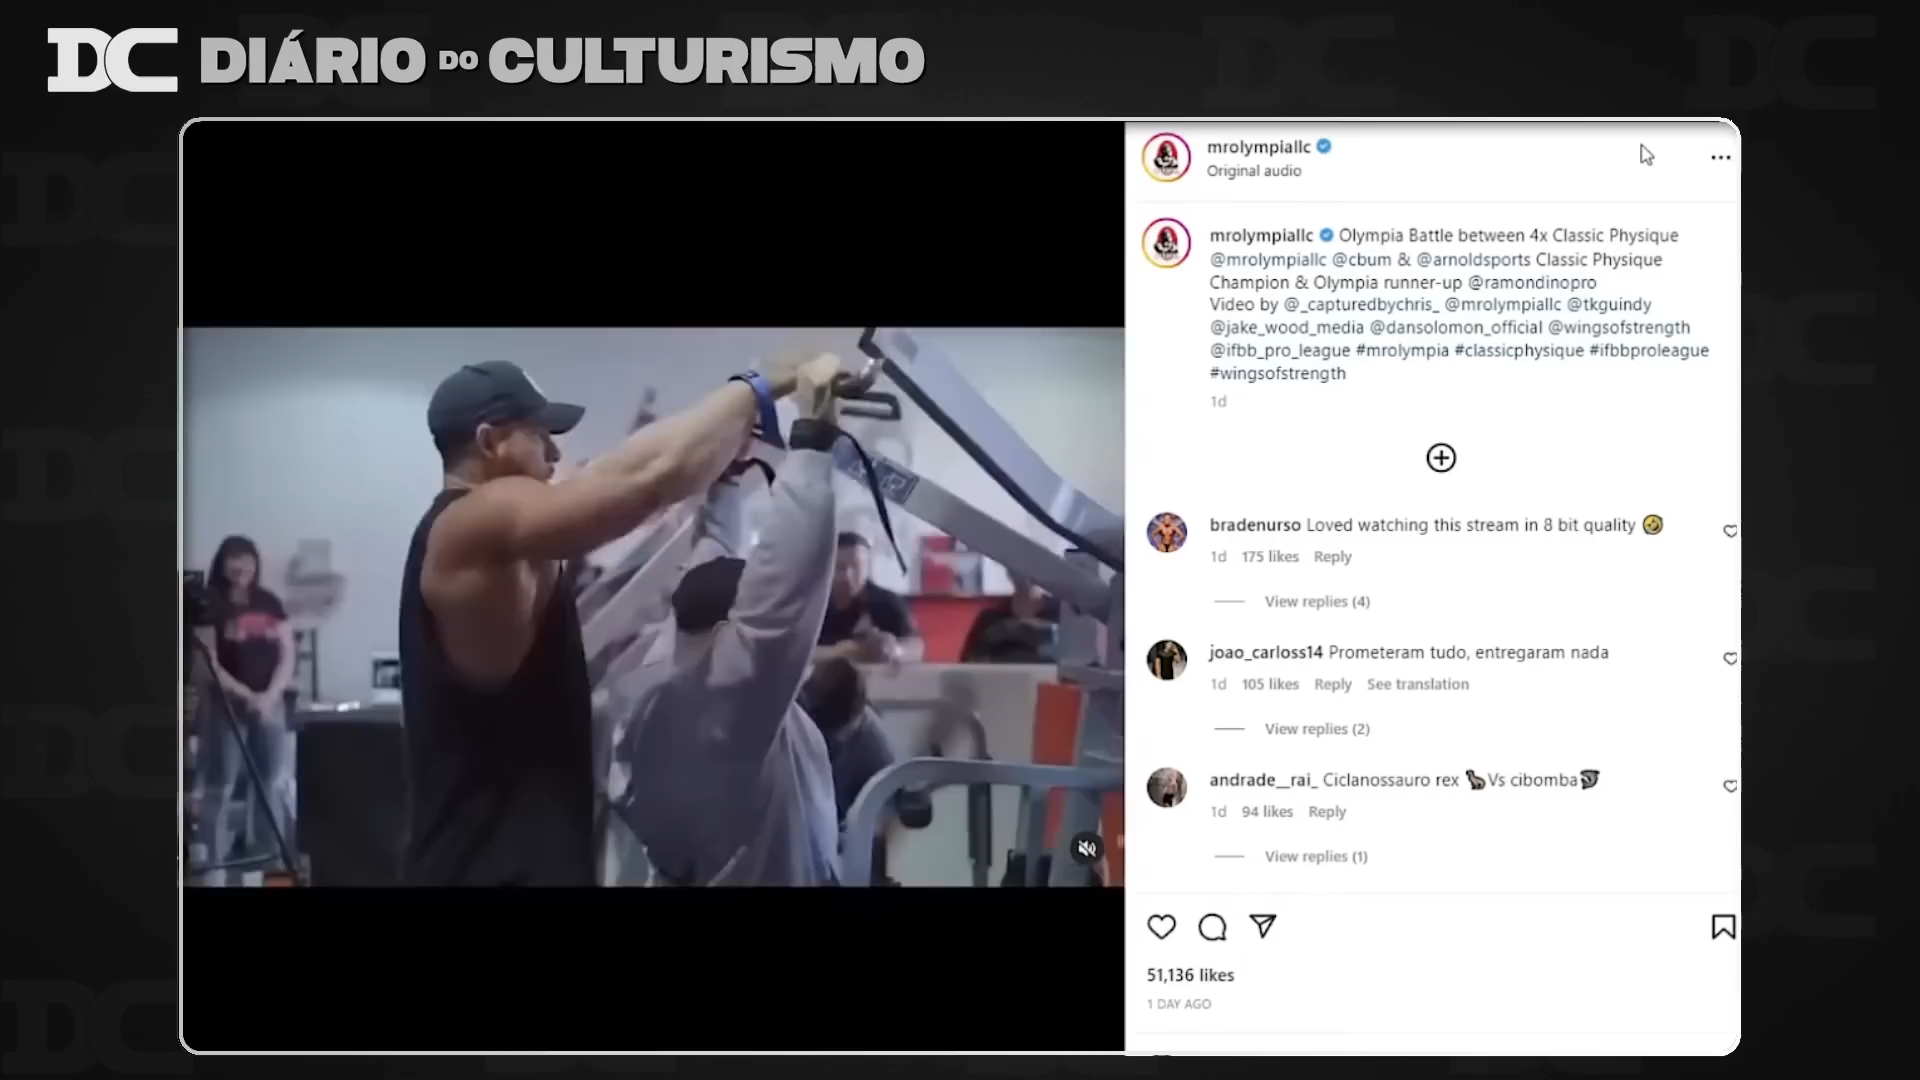 DC DIÁRIO DO CULTURISMO
mrolympiallc
Original audio
mrolympiallc Olympia Battle between 4x Classic Physique
@mrolympiallc @cbum & @arnoldsports Classic Physique
Champion & Olympia runner-up @ramondinopro
Video by @_capturedbychris_ @mrolympiallc @tkguindy
@jake_wood_media @dansolomon_official @wingsofstrength
@ifbb_pro_league #mrolympia #classicphysique #ifbbproleague
#wingsofstrength
1d
bradenurso Loved watching this stream in 8 bit quality 🤣
1d 175 likes Reply
View replies (4)
joao_carloss14 Prometeram tudo, entregaram nada
1d 105 likes Reply See translation
View replies (2)
andrade__rai_ Ciclanossauro rex 🦕Vs cibomba🌪
1d 94 likes Reply
View replies (1)
51,136 likes
1 DAY AGO